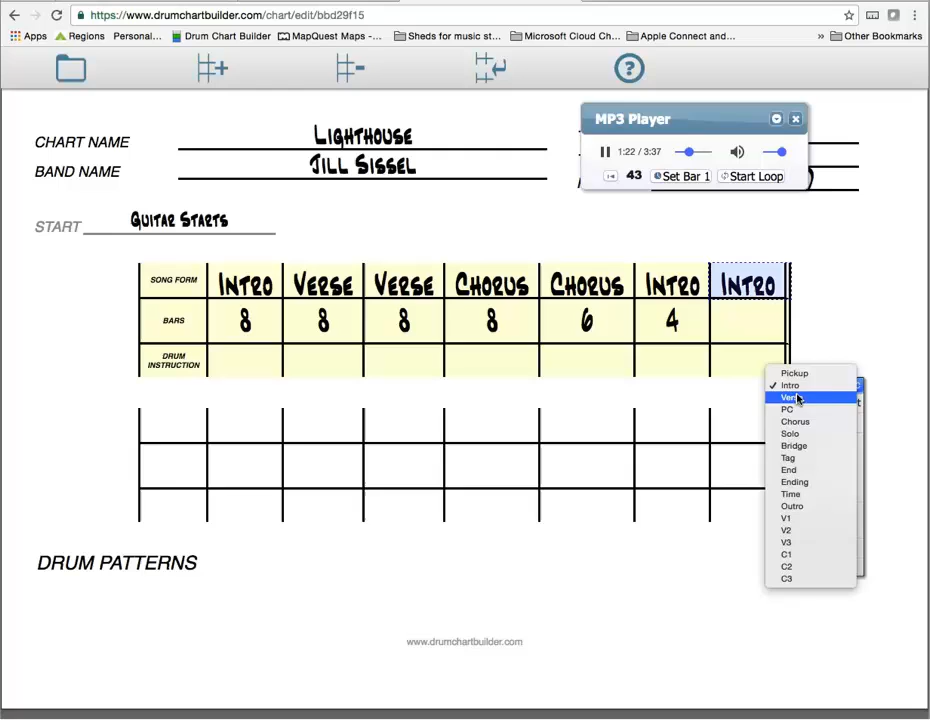 https://www.drumchartbuilder.com/chart/edit/bbd29f15
Apps Regions Personal... Drum Chart Builder MapQuest Maps -... Sheds for music st... Microsoft Cloud Ch... Apple Connect and... » Other Bookmarks
CHART NAME Lighthouse
BAND NAME Jill Sissel
MP3 Player
1:22 / 3:37
43 Set Bar 1 Start Loop
START Guitar Starts
SONG FORM Intro Verse Verse Chorus Chorus Intro Intro
BARS 8 8 8 8 6 4
DRUM INSTRUCTION
Pickup
Intro
PC
Chorus
Solo
Bridge
Tag
End
Ending
Time
Outro
V1
V2
V3
C1
C2
C3
DRUM PATTERNS
www.drumchartbuilder.com